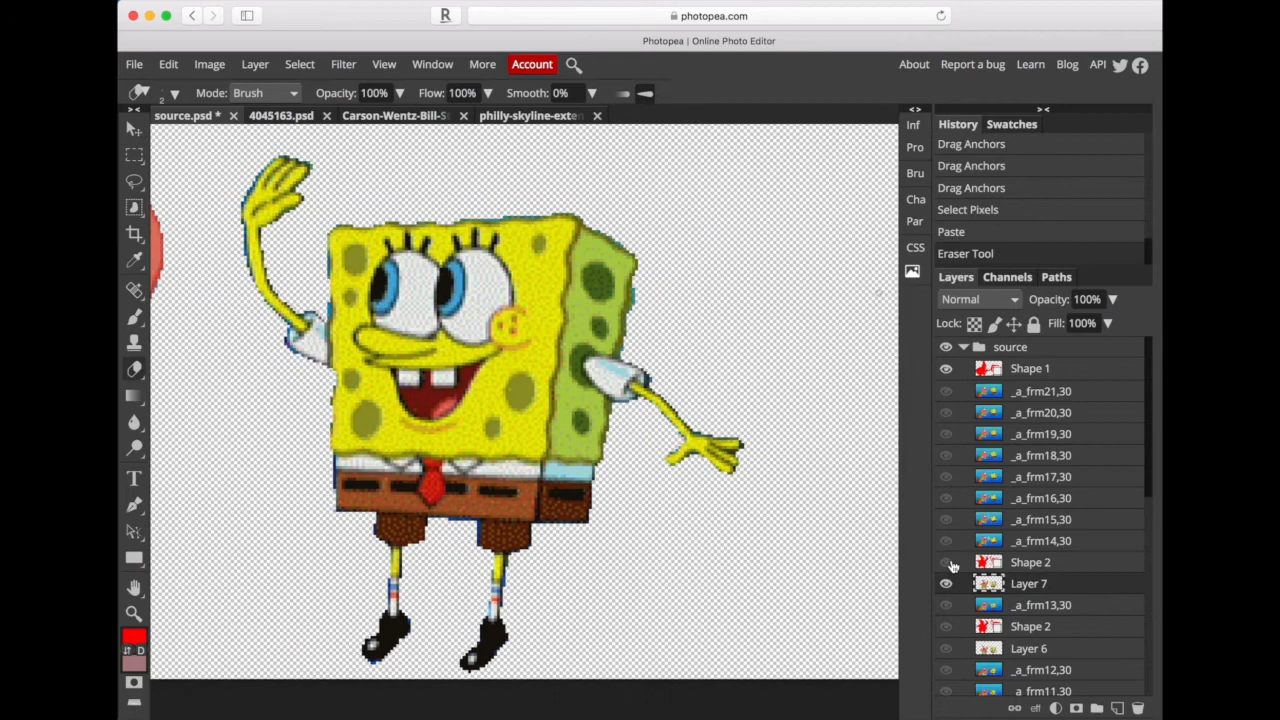 photopea.com
Photopea | Online Photo Editor
File Edit Image Layer Select Filter View Window More Account
About Report a bug Learn Blog API
2 Mode: Brush Opacity: 100% Flow: 100% Smooth: 0%
source.psd * 4045163.psd Carson-Wentz-Bill-S philly-skyline-exte
Inf
Pro
Bru
Cha
Par
CSS
History Swatches
Drag Anchors
Drag Anchors
Drag Anchors
Select Pixels
Paste
Eraser Tool
Layers Channels Paths
Normal Opacity: 100%
Lock: Fill: 100%
source
Shape 1
_a_frm21,30
_a_frm20,30
_a_frm19,30
_a_frm18,30
_a_frm17,30
_a_frm16,30
_a_frm15,30
_a_frm14,30
Shape 2
Layer 7
_a_frm13,30
Shape 2
Layer 6
_a_frm12,30
_a_frm11,30
D
eff